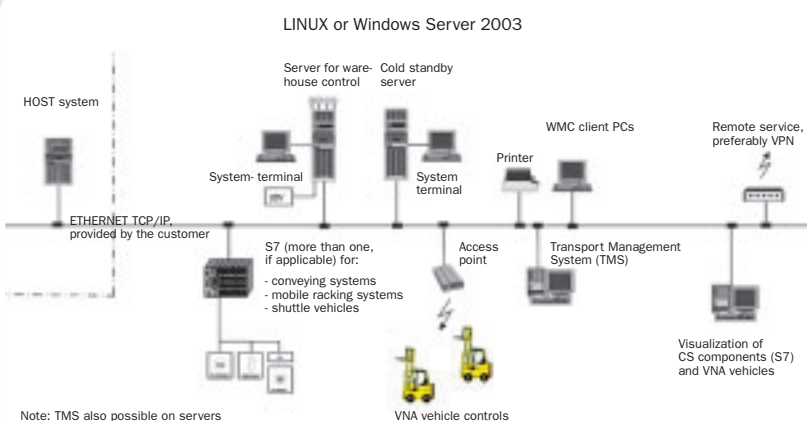 LINUX or Windows Server 2003
HOST system
Server for ware-
house control
Cold standby
server
WMC client PCs
Remote service,
preferably VPN
Printer
System- terminal
System
terminal
ETHERNET TCP/IP,
provided by the customer
S7 (more than one,
if applicable) for:
- conveying systems
- mobile racking systems
- shuttle vehicles
Access
point
Transport Management
System (TMS)
Visualization of
CS components (S7)
and VNA vehicles
Note: TMS also possible on servers
VNA vehicle controls